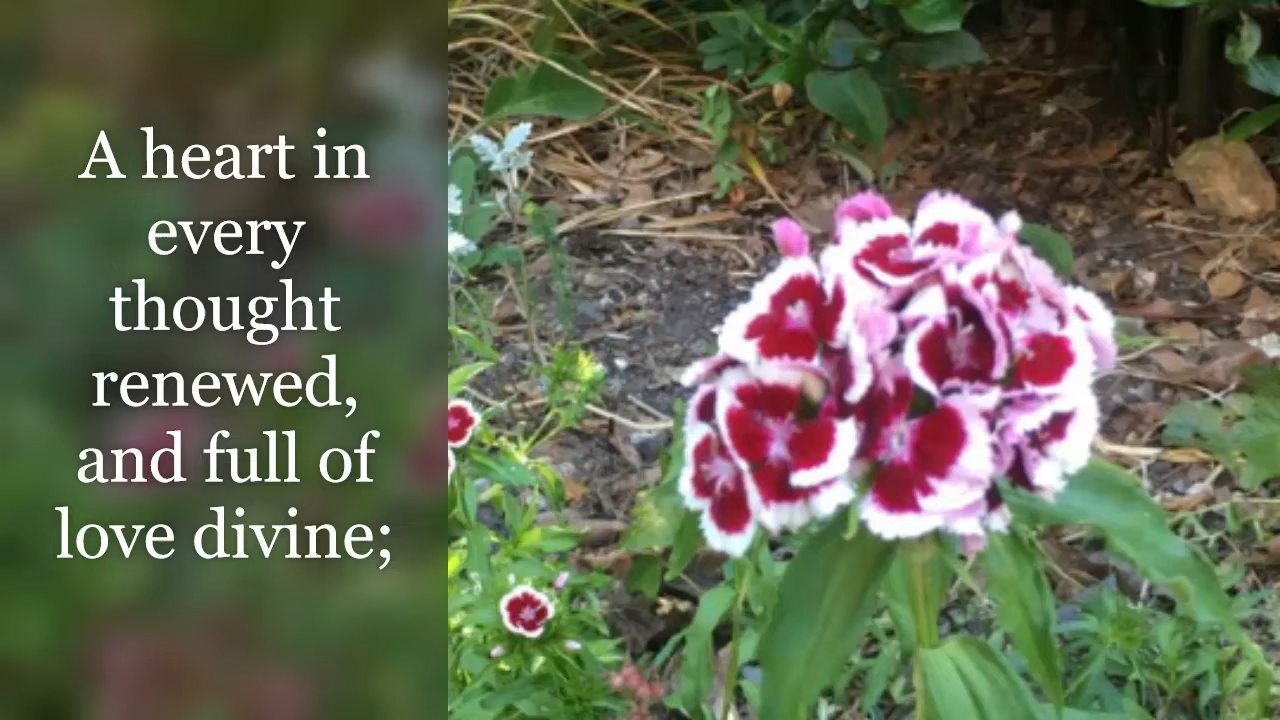 A heart in
every
thought
renewed,
and full of
love divine;